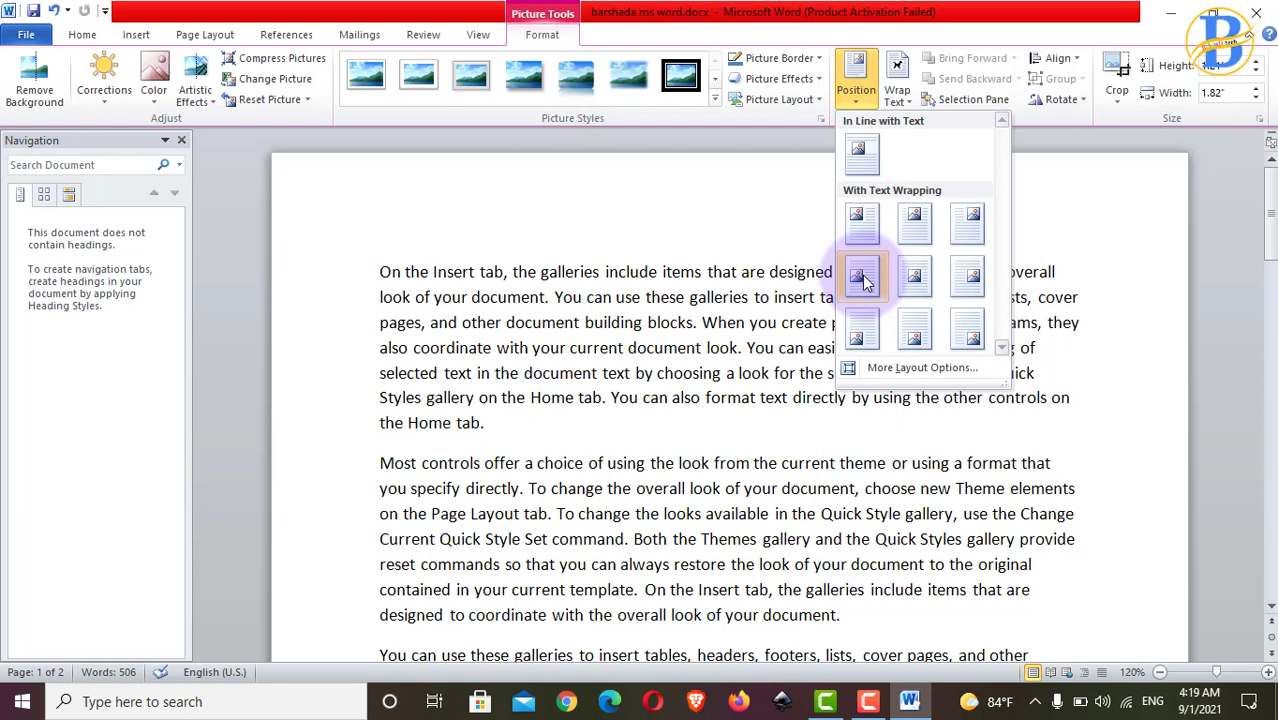 Picture Tools
barshada ms word.docx - Microsoft Word (Product Activation Failed)
File Home Insert Page Layout References Mailings Review View Format
Remove Background
Corrections
Color
Artistic Effects
Compress Pictures
Change Picture
Reset Picture
Adjust
Picture Styles
Picture Border
Picture Effects
Picture Layout
Position
Wrap Text
Bring Forward
Send Backward
Selection Pane
Align
Group
Rotate
Crop
Height:
Width: 1.82"
Size
In Line with Text
With Text Wrapping
More Layout Options...
Navigation
Search Document
This document does not
contain headings.
To create navigation tabs,
create headings in your
document by applying
Heading Styles.
On the Insert tab, the galleries include items that are designed overall
look of your document. You can use these galleries to insert ta sts, cover
pages, and other document building blocks. When you create p ams, they
also coordinate with your current document look. You can easi g of
selected text in the document text by choosing a look for the s uick
Styles gallery on the Home tab. You can also format text directly by using the other controls on
the Home tab.
Most controls offer a choice of using the look from the current theme or using a format that
you specify directly. To change the overall look of your document, choose new Theme elements
on the Page Layout tab. To change the looks available in the Quick Style gallery, use the Change
Current Quick Style Set command. Both the Themes gallery and the Quick Styles gallery provide
reset commands so that you can always restore the look of your document to the original
contained in your current template. On the Insert tab, the galleries include items that are
designed to coordinate with the overall look of your document.
You can use these galleries to insert tables, headers, footers, lists, cover pages, and other
Page: 1 of 2 Words: 506 English (U.S.) 120%
Type here to search
84°F ENG
4:19 AM
9/1/2021